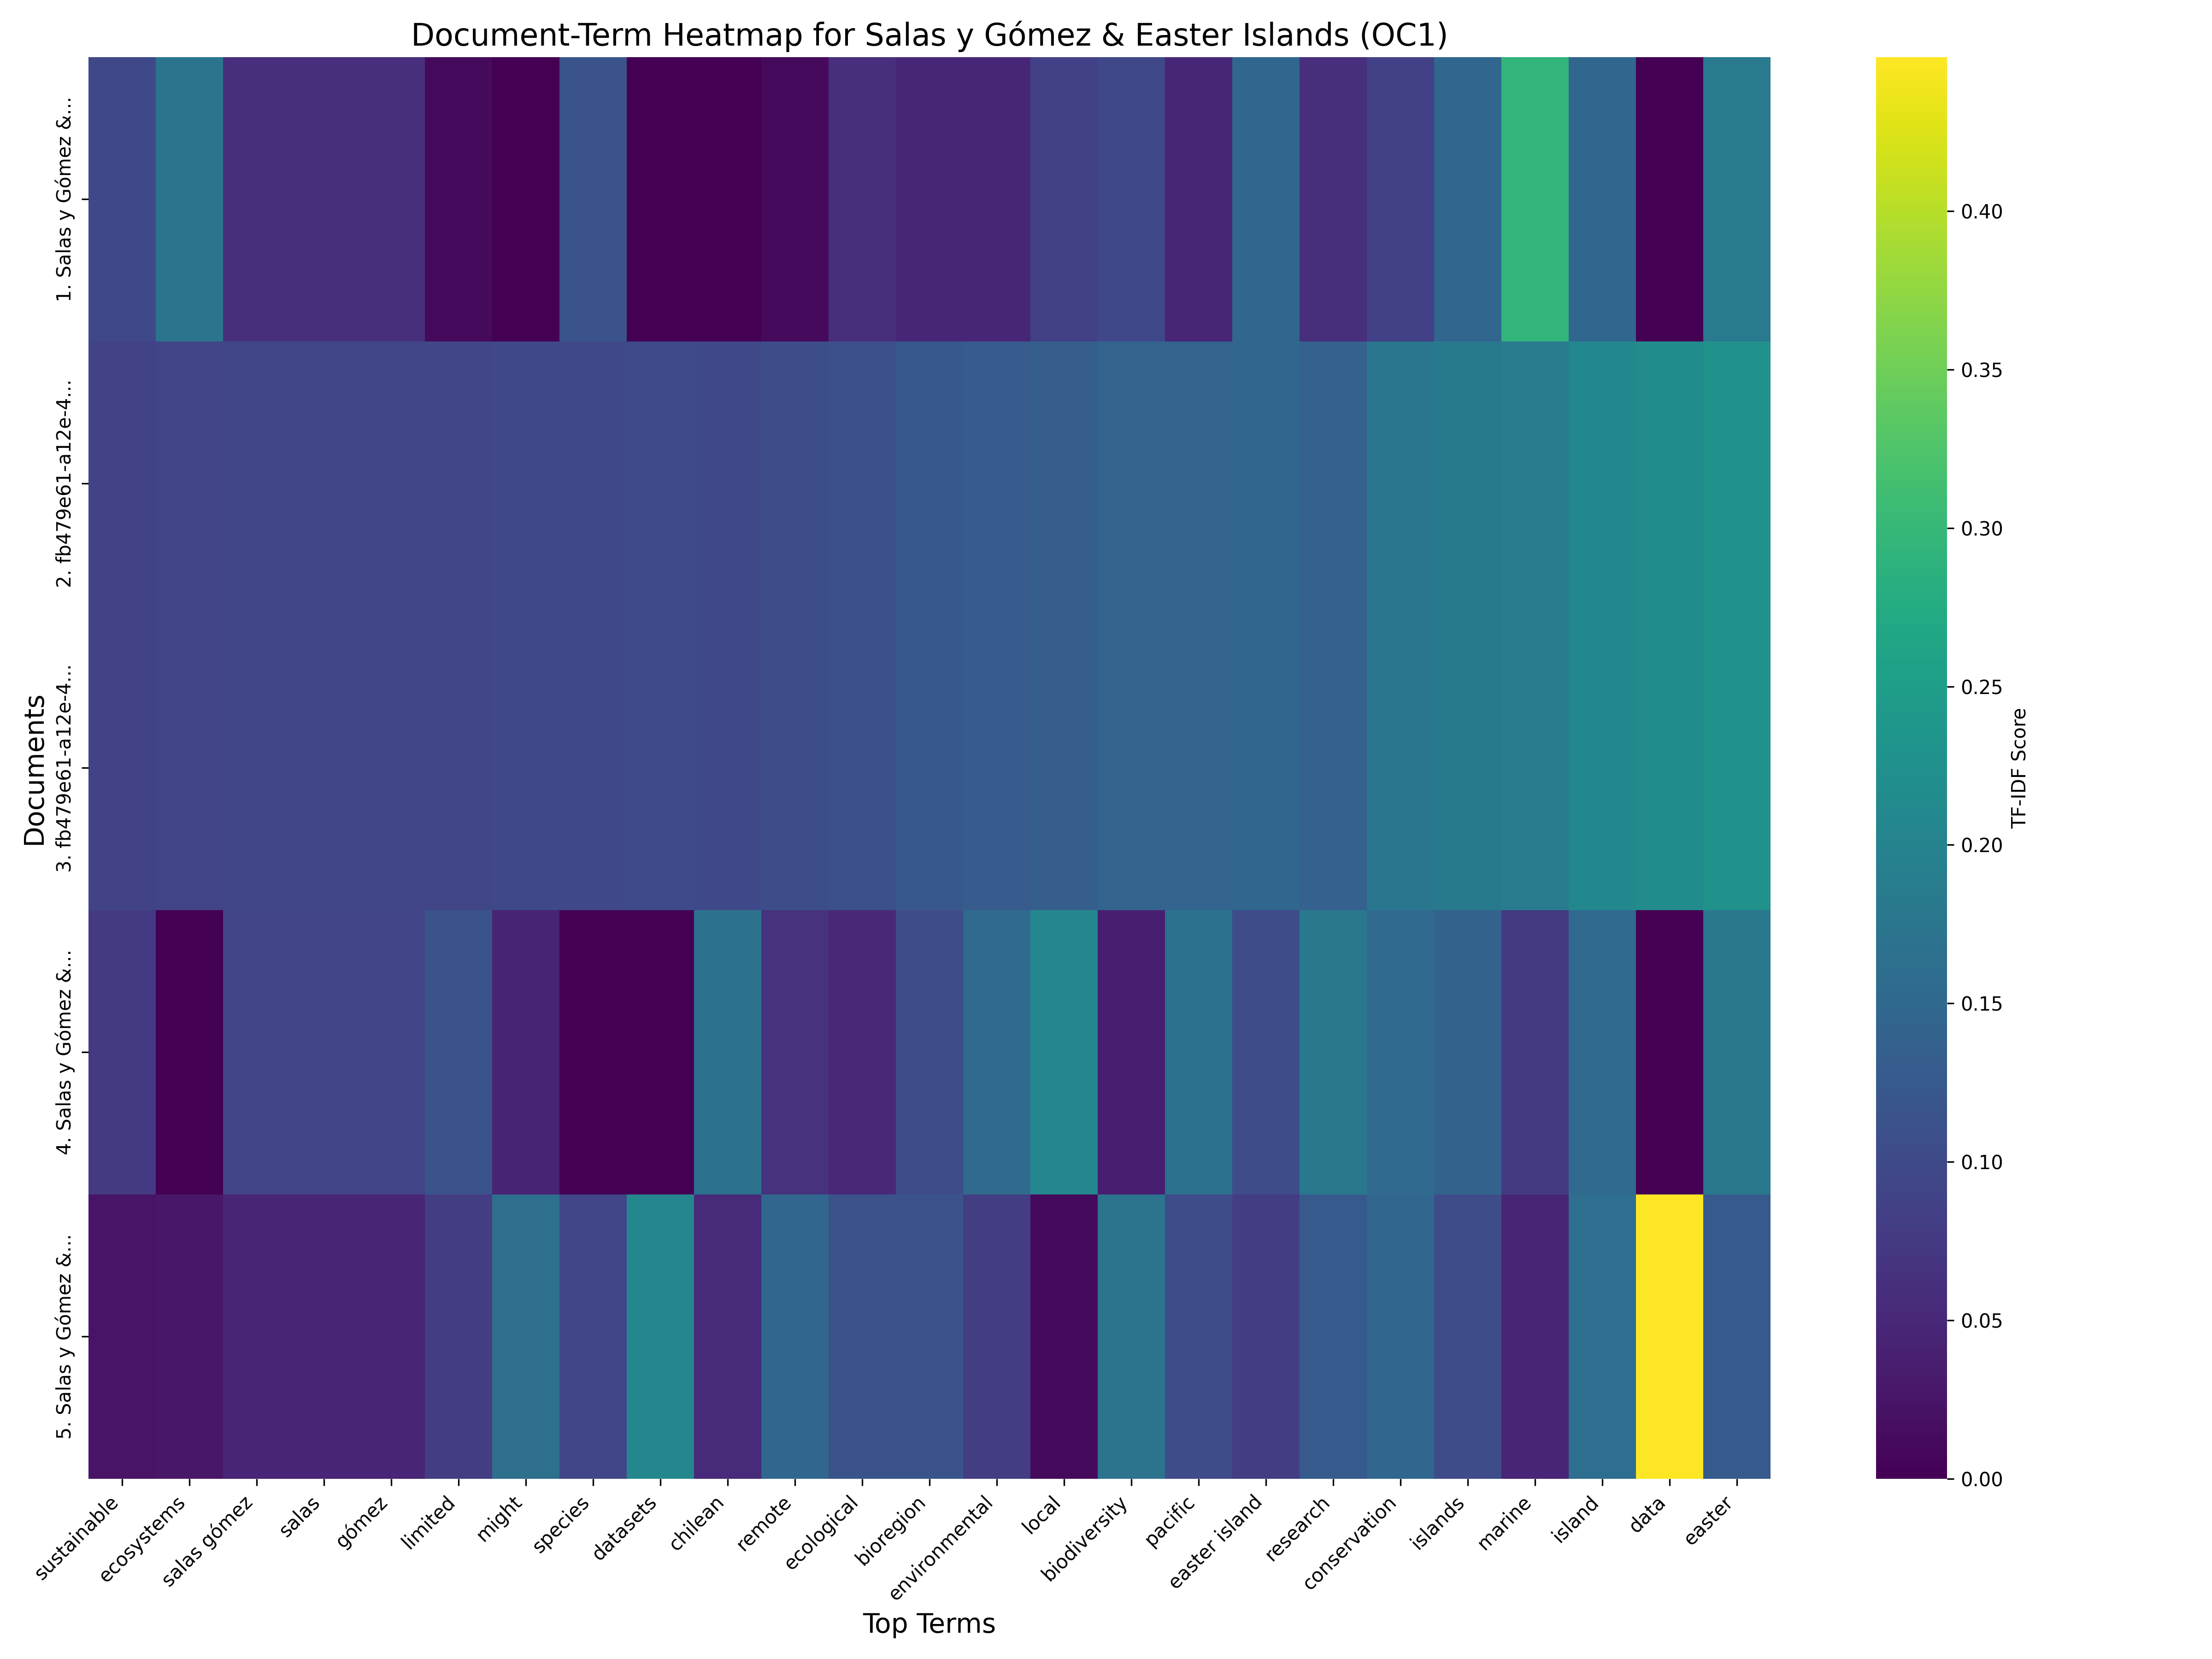 Document-Term Heatmap for Salas y Gómez & Easter Islands (OC1)
Documents
1. Salas y Gómez &...
2. fb479e61-a12e-4...
3. fb479e61-a12e-4...
4. Salas y Gómez &...
5. Salas y Gómez &...
sustainable
ecosystems
salas gómez
salas
gómez
limited
might
species
datasets
chilean
remote
ecological
bioregion
environmental
local
biodiversity
pacific
easter island
research
conservation
islands
marine
island
data
easter
Top Terms
0.40
0.35
0.30
0.25
0.20
0.15
0.10
0.05
0.00
TF-IDF Score